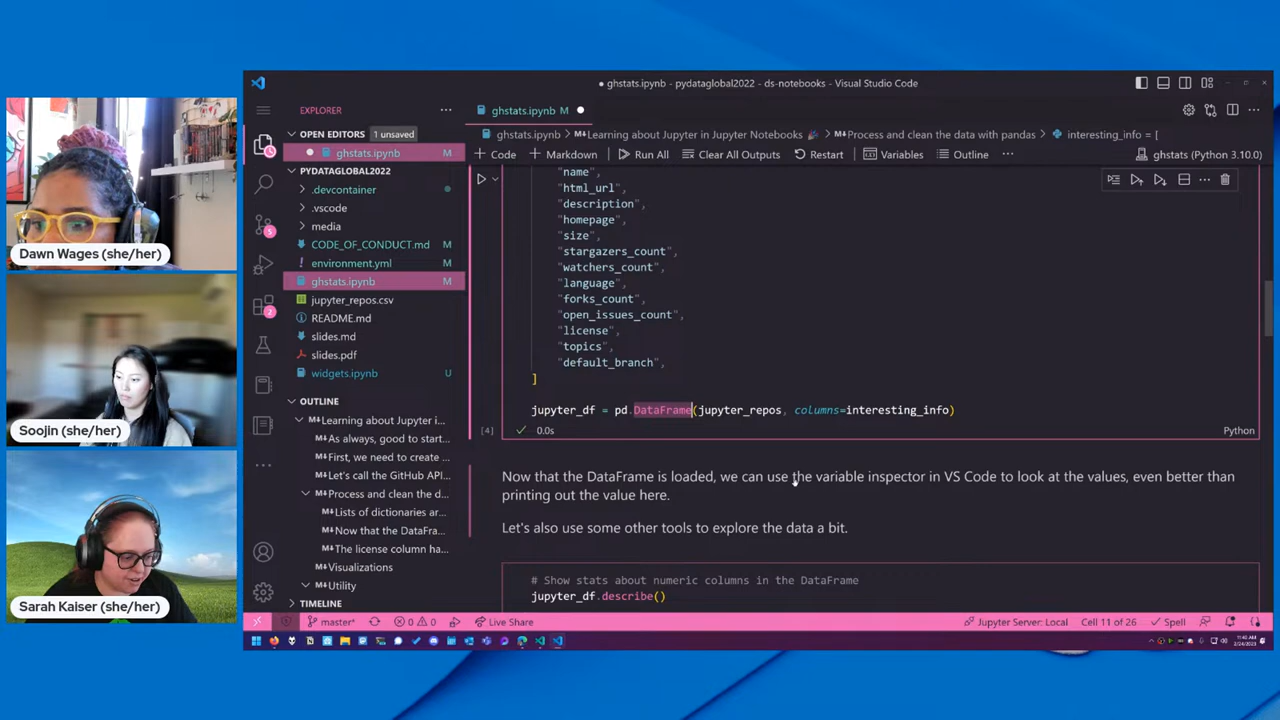 Dawn Wages (she/her)
Soojin (she/her)
Sarah Kaiser (she/her)
ghstats.ipynb - pydataglobal2022 - ds-notebooks - Visual Studio Code
EXPLORER
OPEN EDITORS 1 unsaved
ghstats.ipynb M
PYDATAGLOBAL2022
.devcontainer
.vscode
media
CODE_OF_CONDUCT.md M
environment.yml M
ghstats.ipynb M
jupyter_repos.csv
README.md
slides.md
slides.pdf
widgets.ipynb U
OUTLINE
Learning about Jupyter i...
As always, good to start...
First, we need to create ...
Let's call the GitHub API...
Process and clean the d...
Lists of dictionaries ar...
Now that the DataFra...
The license column ha...
Visualizations
Utility
TIMELINE
ghstats.ipynb M
ghstats.ipynb > Learning about Jupyter in Jupyter Notebooks 🎉 > Process and clean the data with pandas > interesting_info = [
+ Code + Markdown Run All Clear All Outputs Restart Variables Outline ... ghstats (Python 3.10.0)
"name",
"html_url",
"description",
"homepage",
"size",
"stargazers_count",
"watchers_count",
"language",
"forks_count",
"open_issues_count",
"license",
"topics",
"default_branch",
]
jupyter_df = pd.DataFrame(jupyter_repos, columns=interesting_info)
[4] 0.0s Python
Now that the DataFrame is loaded, we can use the variable inspector in VS Code to look at the values, even better than
printing out the value here.
Let's also use some other tools to explore the data a bit.
# Show stats about numeric columns in the DataFrame
jupyter_df.describe()
master* 0 0 Live Share Jupyter Server: Local Cell 11 of 26 Spell
2/24/2023